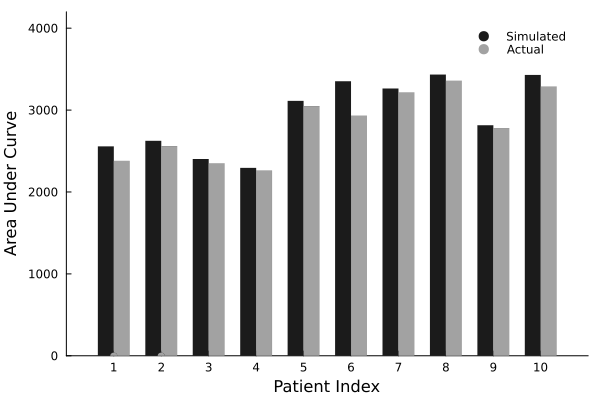 4000
3000
2000
1000
0
Area Under Curve
Simulated
Actual
1 2 3 4 5 6 7 8 9 10
Patient Index